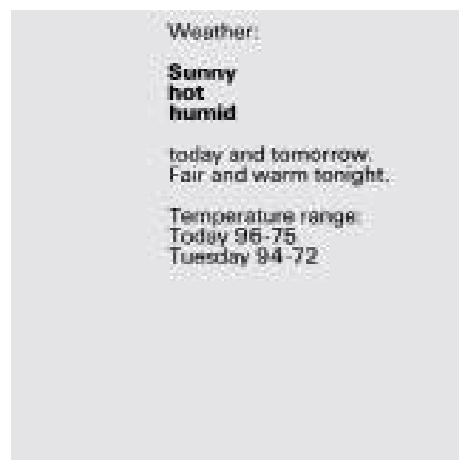 Weather:
Sunny
hot
humid
today and tomorrow.
Fair and warm tonight.
Temperature range:
Today 96-75
Tuesday 94-72